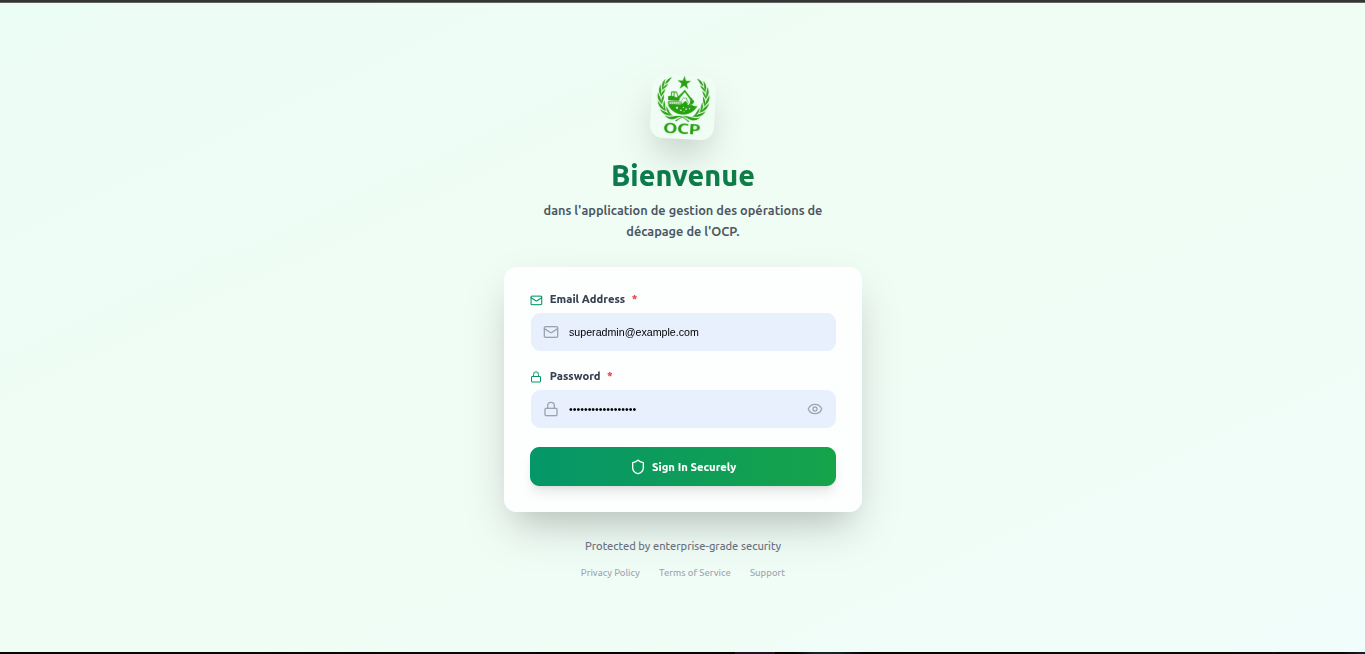 OCP
Bienvenue
dans l'application de gestion des opérations de
décapage de l'OCP.
Email Address *
superadmin@example.com
Password *
••••••••••••••••••
Sign In Securely
Protected by enterprise-grade security
Privacy Policy Terms of Service Support